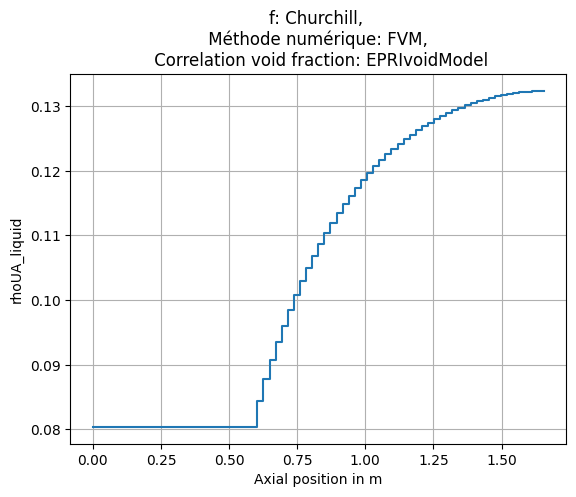 f: Churchill,
Méthode numérique: FVM,
Correlation void fraction: EPRIvoidModel
0.13
0.12
0.11
0.10
0.09
0.08
rhoUA_liquid
0.00 0.25 0.50 0.75 1.00 1.25 1.50
Axial position in m